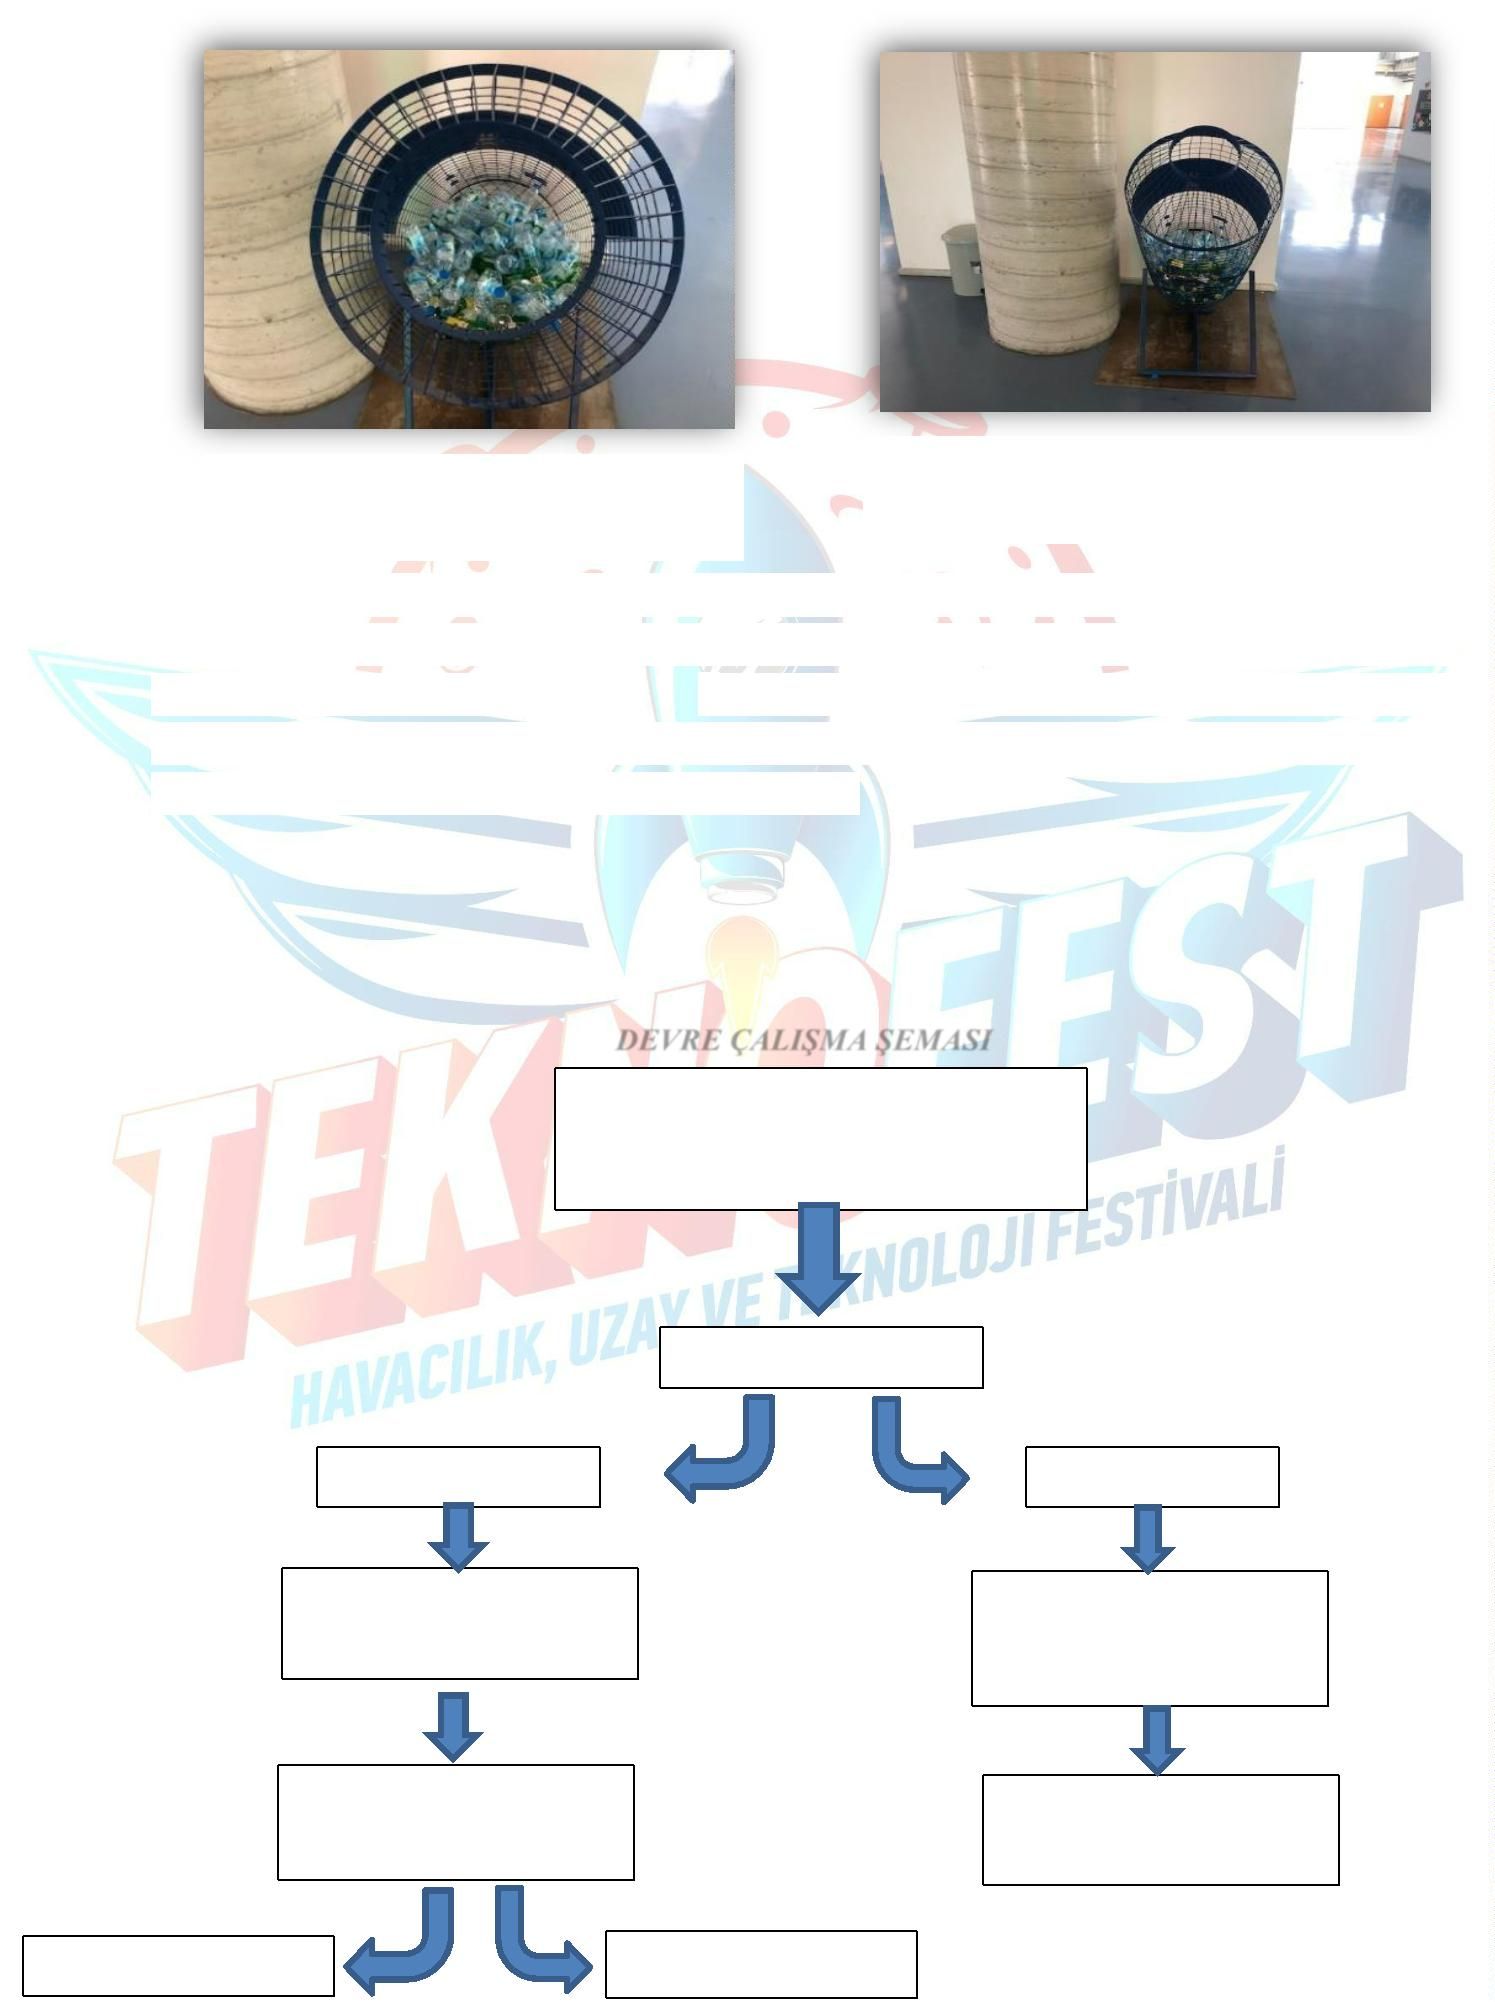 DEVRE ÇALIŞMA ŞEMASI
TEKNOFEST
HAVACILIK, UZAY VE TEKNOLOJİ FESTİVALİ